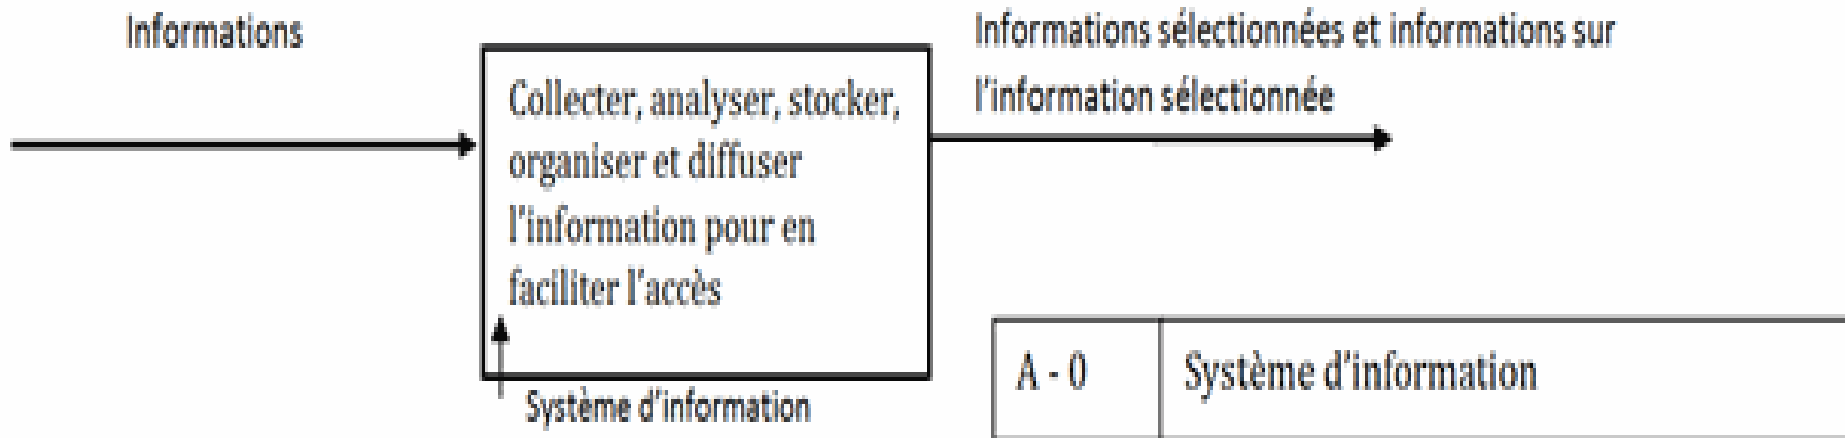 Informations
Collecter, analyser, stocker,
organiser et diffuser
l'information pour en
faciliter l'accès
Système d'information
Informations sélectionnées et informations sur
l'information sélectionnée
A - 0
Système d'information